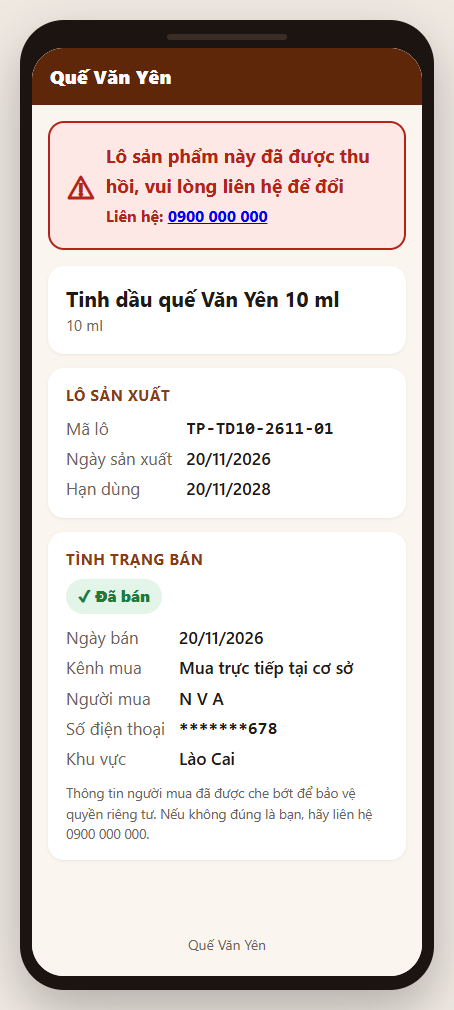 Quế Văn Yên
Lô sản phẩm này đã được thu
hồi, vui lòng liên hệ để đổi
Liên hệ: 0900 000 000
Tinh dầu quế Văn Yên 10 ml
10 ml
LÔ SẢN XUẤT
Mã lô TP-TD10-2611-01
Ngày sản xuất 20/11/2026
Hạn dùng 20/11/2028
TÌNH TRẠNG BÁN
✓ Đã bán
Ngày bán 20/11/2026
Kênh mua Mua trực tiếp tại cơ sở
Người mua N V A
Số điện thoại *******678
Khu vực Lào Cai
Thông tin người mua đã được che bớt để bảo vệ
quyền riêng tư. Nếu không đúng là bạn, hãy liên hệ
0900 000 000.
Quế Văn Yên